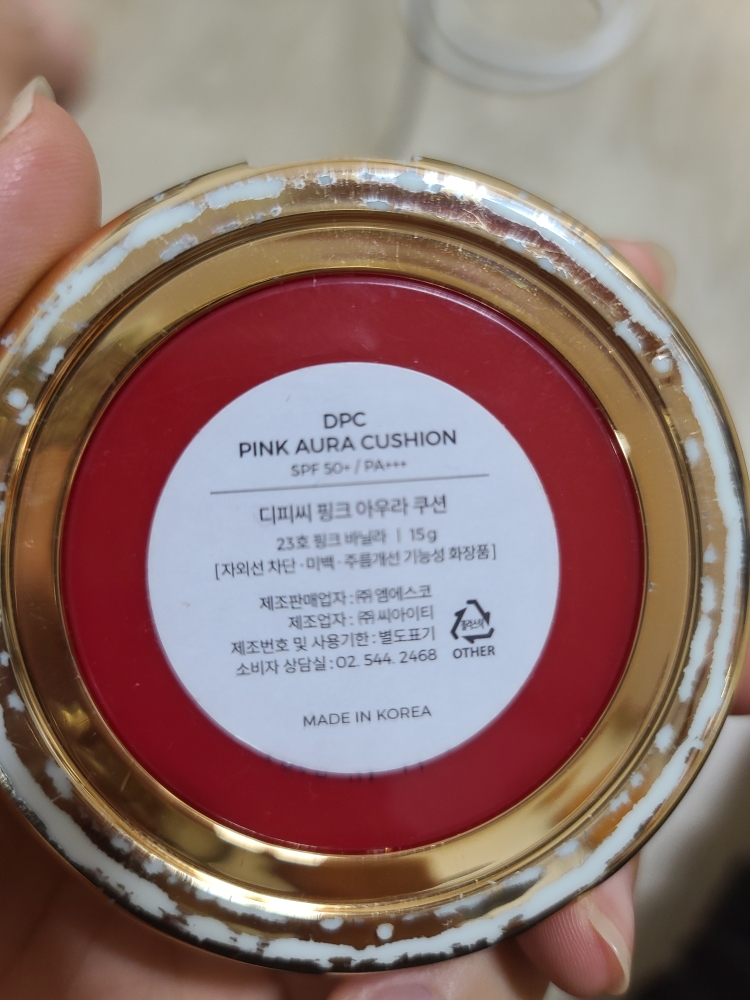 DPC
PINK AURA CUSHION
SPF 50+ / PA+++
디피씨 핑크 아우라 쿠션
23호 핑크 바닐라 | 15g
[자외선 차단·미백·주름개선 기능성 화장품]
제조판매업자 : ㈜엠에스코
제조업자 : ㈜씨아이티
제조번호 및 사용기한 : 별도표기
소비자 상담실 : 02. 544. 2468
플라스틱
OTHER
MADE IN KOREA